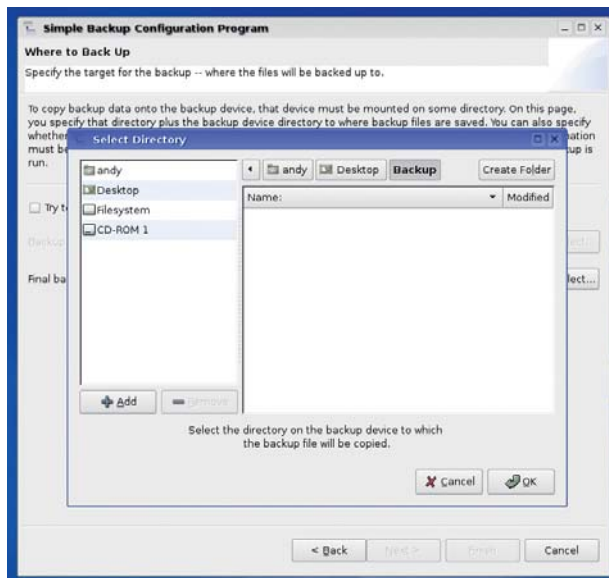 Simple Backup Configuration Program
Where to Back Up
Specify the target for the backup -- where the files will be backed up to.
To copy backup data onto the backup device, that device must be mounted on some directory. On this page,
you specify that directory plus the backup device directory to where backup files are saved. You can also specify
whether
must be
run.
Select Directory
andy
Desktop
Filesystem
CD-ROM 1
andy Desktop Backup Create Folder
Name: Modified
Try t
Backup
Final ba
lect...
Add Remove
Select the directory on the backup device to which
the backup file will be copied.
Cancel OK
< Back Next > Finish Cancel